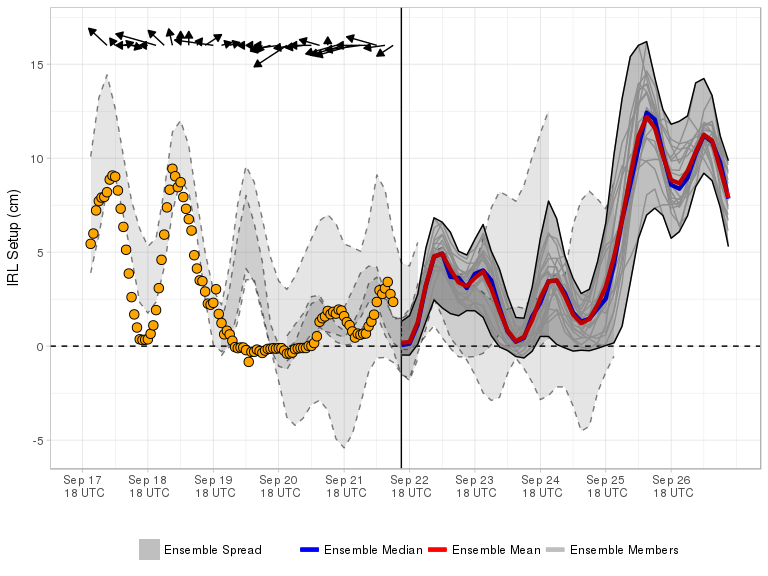 IRL Setup (cm)
15
10
5
0
-5
Sep 17 Sep 18 Sep 19 Sep 20 Sep 21 Sep 22 Sep 23 Sep 24 Sep 25 Sep 26
18 UTC 18 UTC 18 UTC 18 UTC 18 UTC 18 UTC 18 UTC 18 UTC 18 UTC 18 UTC
Ensemble Spread Ensemble Median Ensemble Mean Ensemble Members